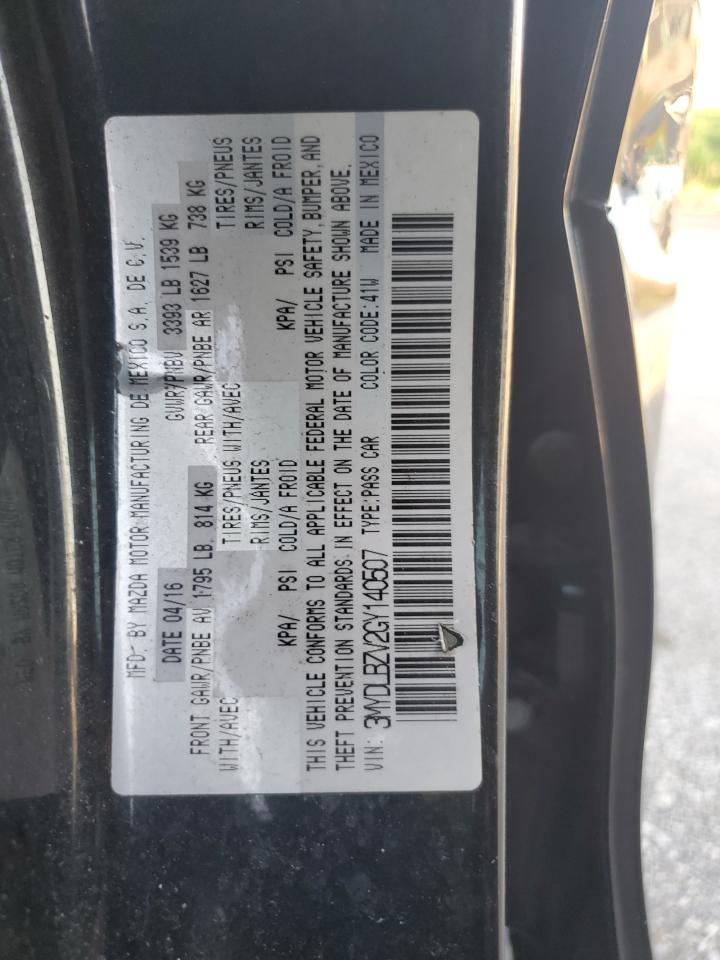 MFD. BY MAZDA MOTOR MANUFACTURING DE MEXICO S.A. DE C.V.
DATE 04/16 GVWR/PNBV 3393 LB 1539 KG
FRONT GAWR/PNBE AV 1795 LB 814 KG REAR GAWR/PNBE AR 1627 LB 738 KG
WITH/AVEC TIRES/PNEUS WITH/AVEC TIRES/PNEUS
RIMS/JANTES RIMS/JANTES
KPA/ PSI COLD/A FROID KPA/ PSI COLD/A FROID
THIS VEHICLE CONFORMS TO ALL APPLICABLE FEDERAL MOTOR VEHICLE SAFETY, BUMPER, AND
THEFT PREVENTION STANDARDS IN EFFECT ON THE DATE OF MANUFACTURE SHOWN ABOVE.
VIN: 3MYDLBZV2GY140507 TYPE:PASS CAR COLOR CODE:41W MADE IN MEXICO